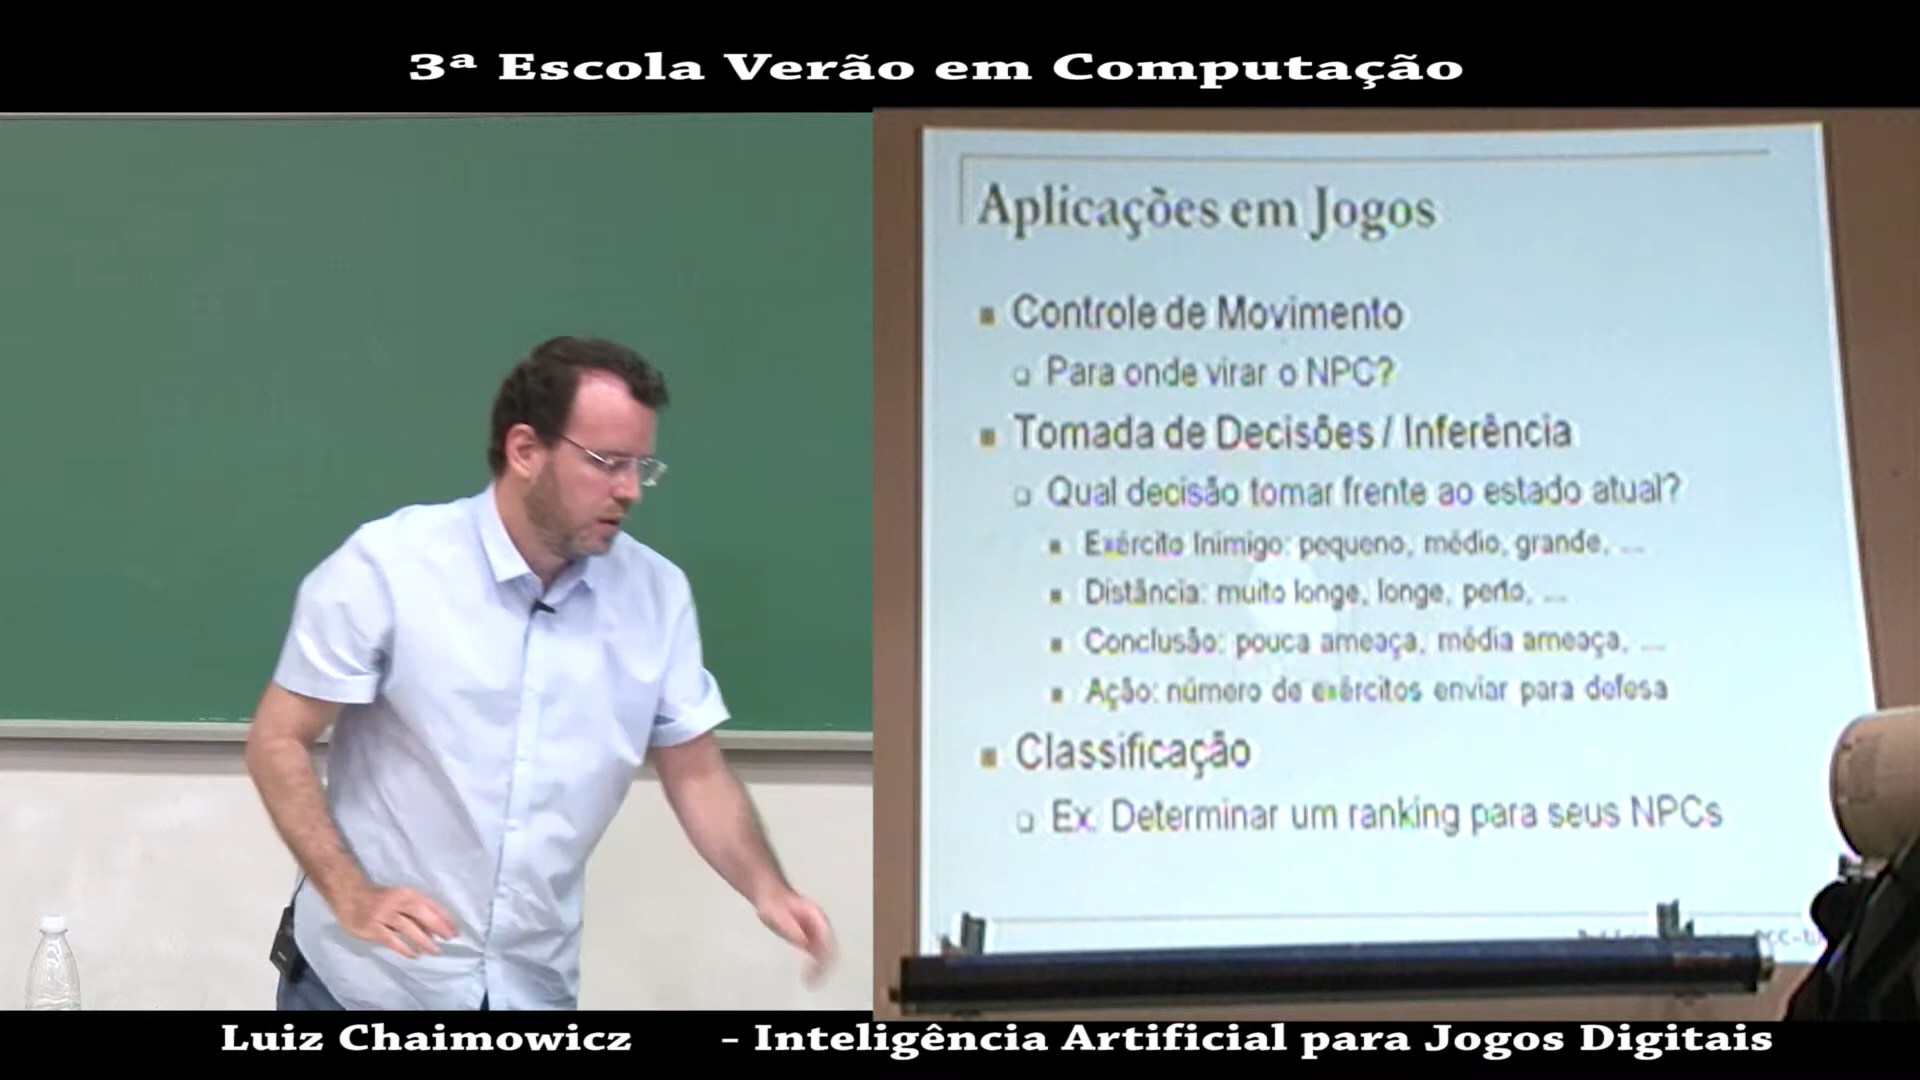 3ª Escola Verão em Computação
Aplicações em Jogos
Controle de Movimento
Para onde virar o NPC?
Tomada de Decisões / Inferência
Qual decisão tomar frente ao estado atual?
Exército Inimigo: pequeno, médio, grande, ...
Distância: muito longe, longe, perto, ...
Conclusão: pouca ameaça, média ameaça, ...
Ação: número de exércitos enviar para defesa
Classificação
Ex. Determinar um ranking para seus NPCs
Luiz Chaimowicz - Inteligência Artificial para Jogos Digitais